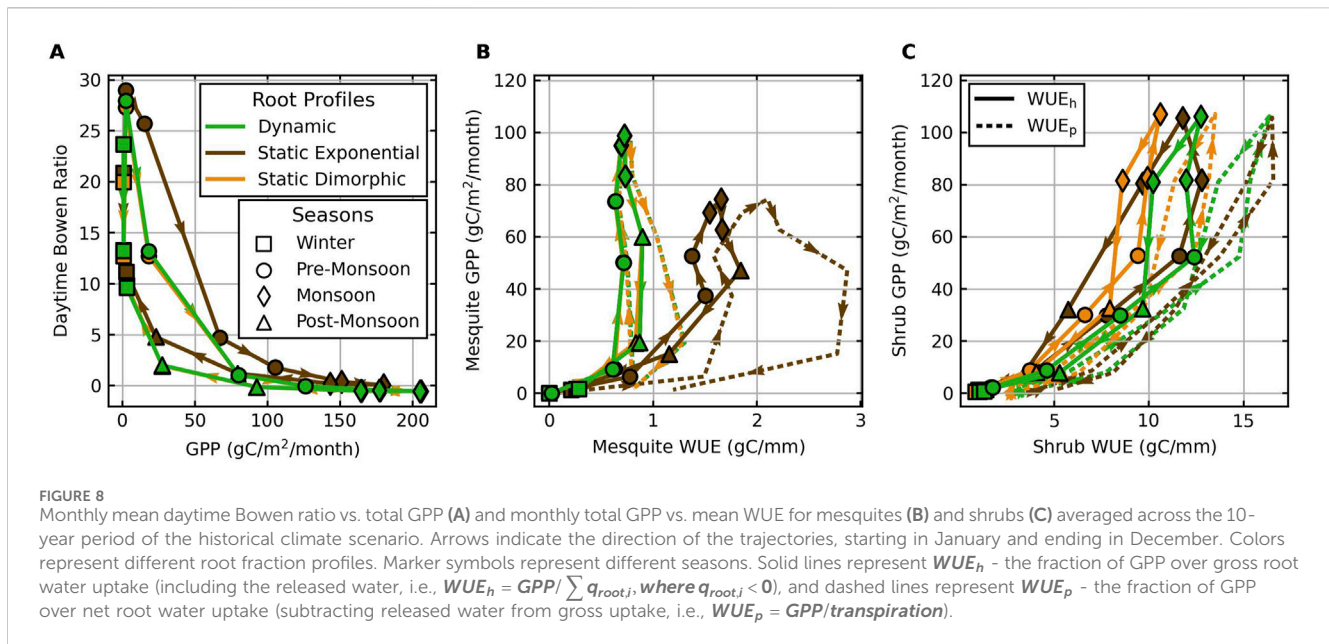 A
Daytime Bowen Ratio
30
25
20
15
10
5
0
0 50 100 150 200
GPP (gC/m²/month)
Root Profiles
Dynamic
Static Exponential
Static Dimorphic
Seasons
Winter
Pre-Monsoon
Monsoon
Post-Monsoon
B
Mesquite GPP (gC/m²/month)
120
100
80
60
40
20
0
0 1 2 3
Mesquite WUE (gC/mm)
C
Shrub GPP (gC/m²/month)
120
100
80
60
40
20
0
5 10 15
Shrub WUE (gC/mm)
WUEₕ
WUEₚ
FIGURE 8
Monthly mean daytime Bowen ratio vs. total GPP (A) and monthly total GPP vs. mean WUE for mesquites (B) and shrubs (C) averaged across the 10-
year period of the historical climate scenario. Arrows indicate the direction of the trajectories, starting in January and ending in December. Colors
represent different root fraction profiles. Marker symbols represent different seasons. Solid lines represent WUEₕ - the fraction of GPP over gross root
water uptake (including the released water, i.e., WUEₕ = GPP/∑ q_root,i, where q_root,i < 0), and dashed lines represent WUEₚ - the fraction of GPP
over net root water uptake (subtracting released water from gross uptake, i.e., WUEₚ = GPP/transpiration).